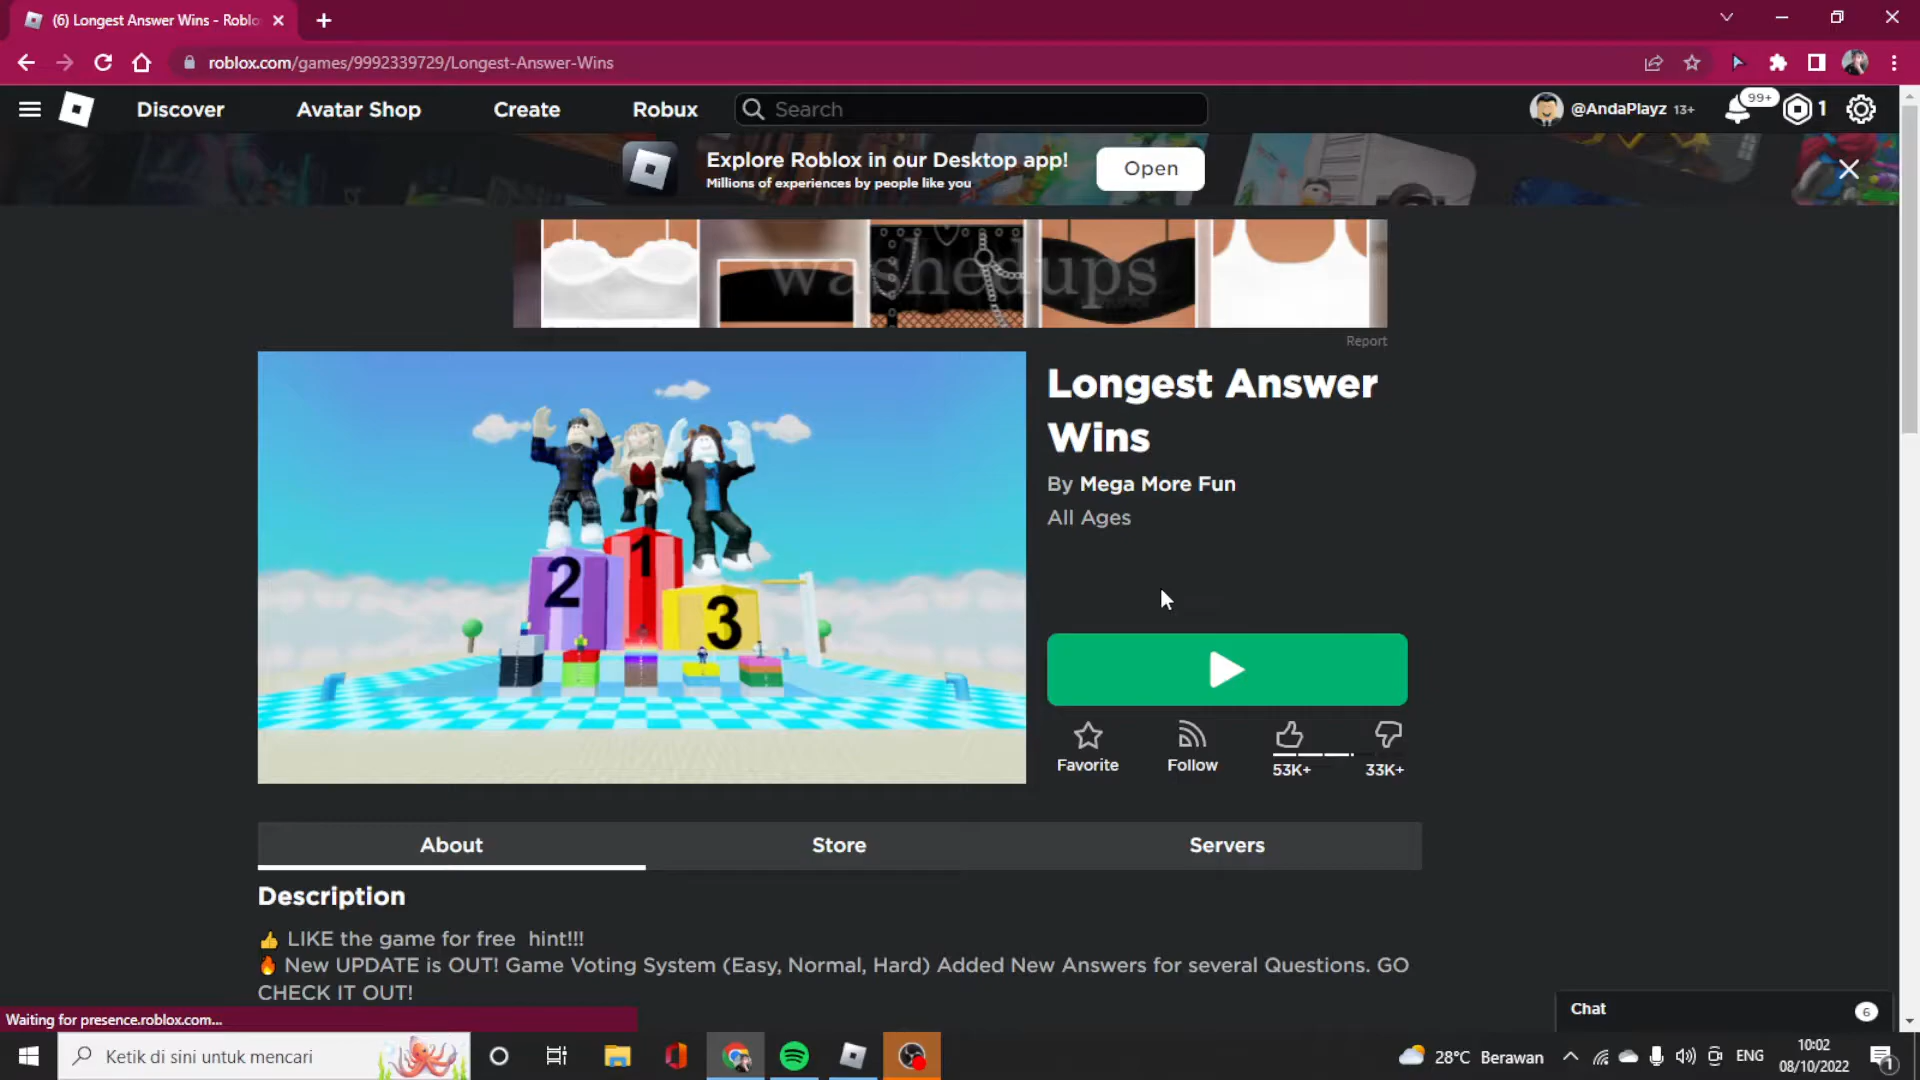 (6) Longest Answer Wins - Roblo
roblox.com/games/9992339729/Longest-Answer-Wins
Discover
Avatar Shop
Create
Robux
Search
@AndaPlayz 13+
99+
1
Explore Roblox in our Desktop app!
Millions of experiences by people like you
Open
washedups
Report
2
1
3
Longest Answer
Wins
By Mega More Fun
All Ages
Favorite
Follow
53K+
33K+
About
Store
Servers
Description
👍 LIKE the game for free hint!!!
🔥 New UPDATE is OUT! Game Voting System (Easy, Normal, Hard) Added New Answers for several Questions. GO
CHECK IT OUT!
Chat
6
Waiting for presence.roblox.com...
Ketik di sini untuk mencari
28°C Berawan
ENG
10:02
08/10/2022
1